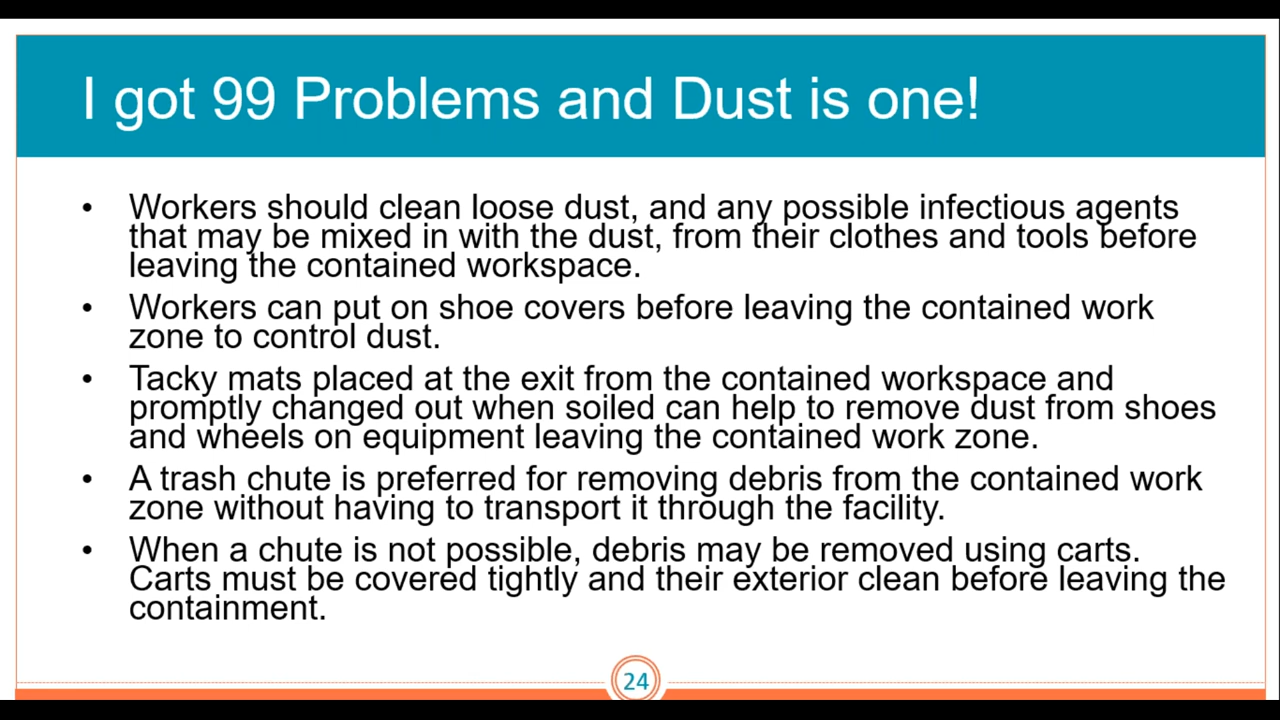 I got 99 Problems and Dust is one!
• Workers should clean loose dust, and any possible infectious agents
that may be mixed in with the dust, from their clothes and tools before
leaving the contained workspace.
• Workers can put on shoe covers before leaving the contained work
zone to control dust.
• Tacky mats placed at the exit from the contained workspace and
promptly changed out when soiled can help to remove dust from shoes
and wheels on equipment leaving the contained work zone.
• A trash chute is preferred for removing debris from the contained work
zone without having to transport it through the facility.
• When a chute is not possible, debris may be removed using carts.
Carts must be covered tightly and their exterior clean before leaving the
containment.
24